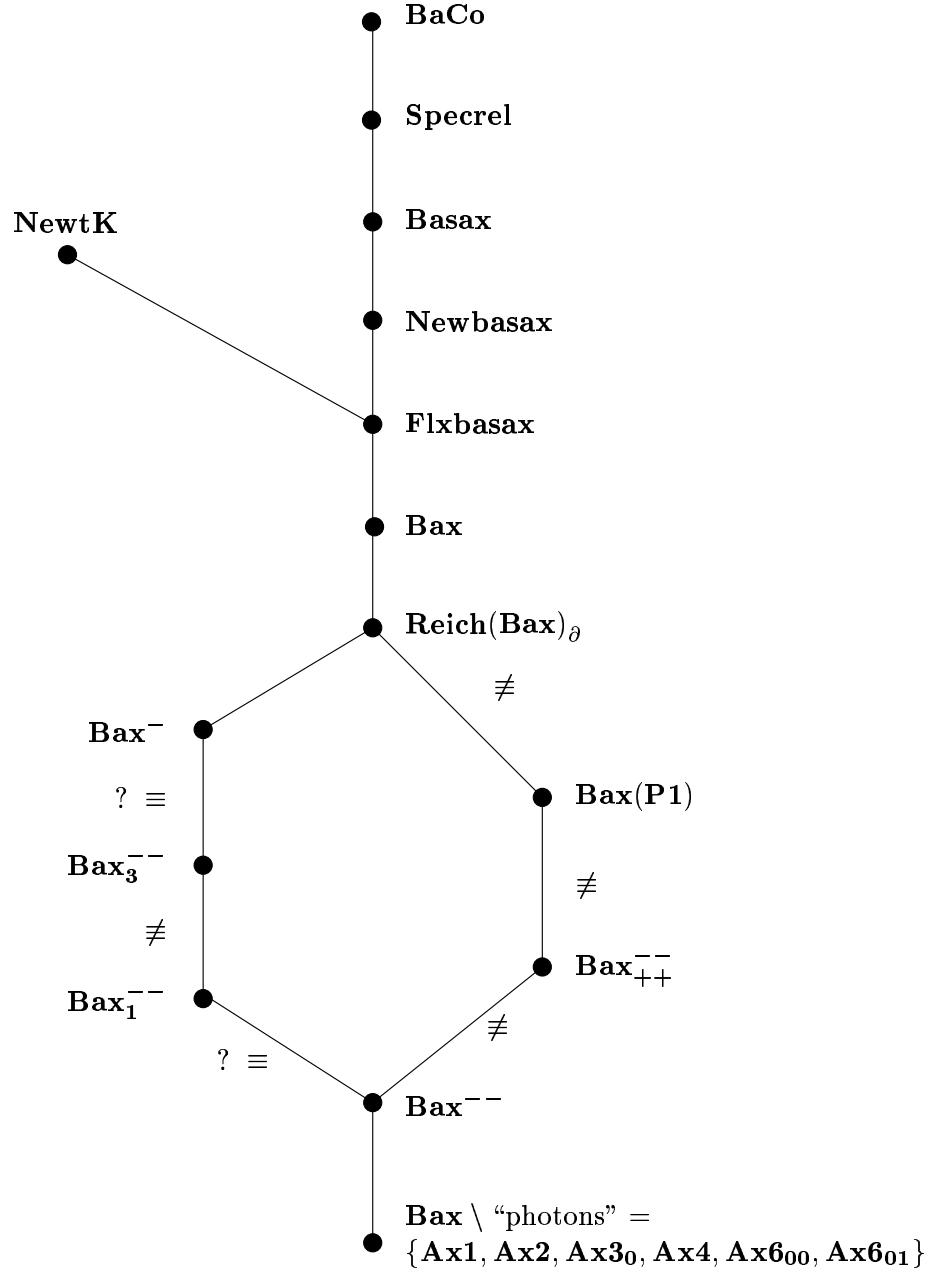 BaCo
Specrel
Basax
NewtK
Newbasax
Flxbasax
Bax
Reich(Bax)∂
≢
Bax⁻
? ≡
Bax(P1)
Bax₃⁻⁻
≢
≢
Bax₊₊⁻⁻
Bax₁⁻⁻
≢
? ≡
Bax⁻⁻
Bax \ “photons” =
{Ax1, Ax2, Ax3₀, Ax4, Ax6₀₀, Ax6₀₁}